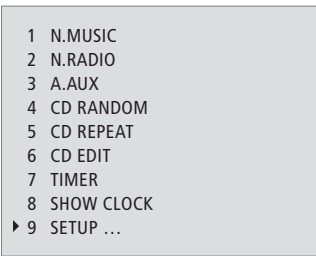 1 N.MUSIC
2 N.RADIO
3 A.AUX
4 CD RANDOM
5 CD REPEAT
6 CD EDIT
7 TIMER
8 SHOW CLOCK
9 SETUP …